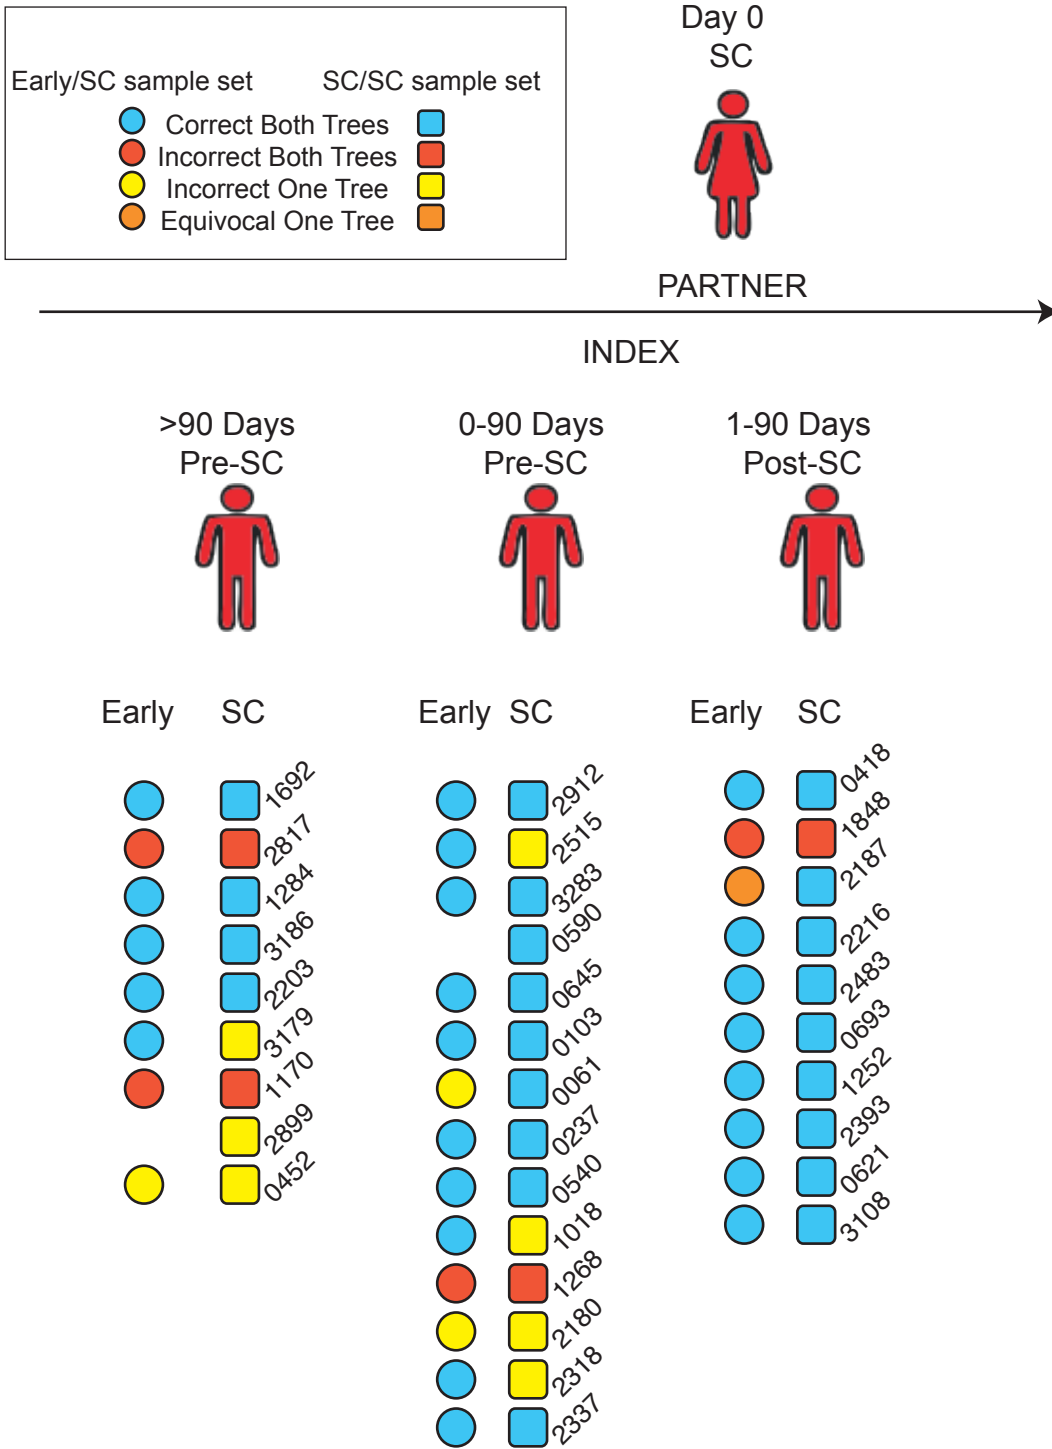 Day 0
SC
Early/SC sample set SC/SC sample set
Correct Both Trees
Incorrect Both Trees
Incorrect One Tree
Equivocal One Tree
PARTNER
INDEX
>90 Days
Pre-SC
0-90 Days
Pre-SC
1-90 Days
Post-SC
Early SC
1692
2817
1284
3186
2203
3179
1170
2899
0452
Early SC
2912
2515
3283
0590
0645
0103
0061
0237
0540
1018
1268
2180
2318
2337
Early SC
0418
1848
2187
2216
2483
0693
1252
2393
0621
3108